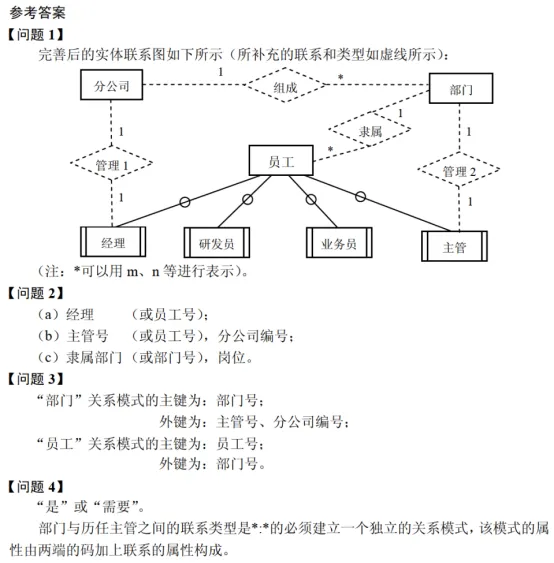 参考答案
【问题1】
完善后的实体联系图如下所示（所补充的联系和类型如虚线所示）：
分公司 1 组成 * 部门
1 隶属 1 1
管理1 员工 * 管理2
1 1
经理 研发员 业务员 主管
（注：*可以用 m、n 等进行表示）。
【问题2】
（a）经理 （或员工号）；
（b）主管号 （或员工号），分公司编号；
（c）隶属部门（或部门号），岗位。
【问题3】
“部门”关系模式的主键为：部门号；
外键为：主管号、分公司编号；
“员工”关系模式的主键为：员工号；
外键为：部门号。
【问题4】
“是”或“需要”。
部门与历任主管之间的联系类型是*:*的必须建立一个独立的关系模式，该模式的属
性由两端的码加上联系的属性构成。